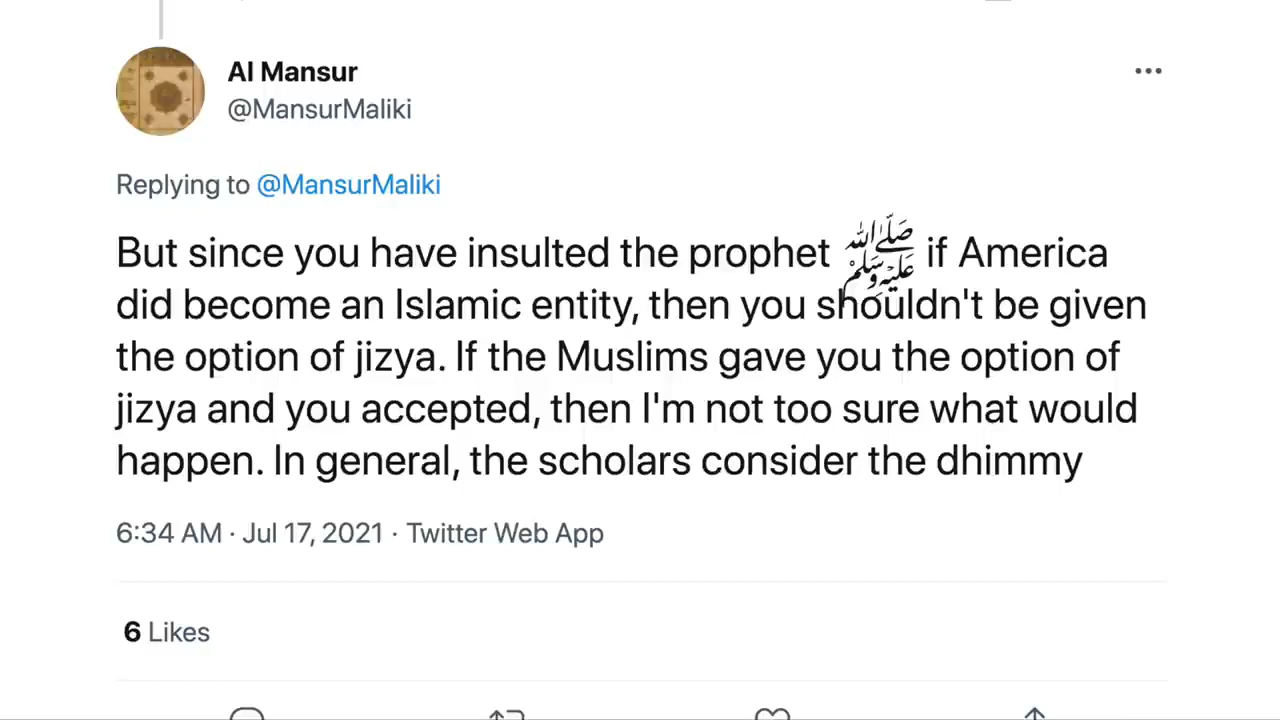 Al Mansur
@MansurMaliki
Replying to @MansurMaliki
But since you have insulted the prophet ﷺ if America
did become an Islamic entity, then you shouldn't be given
the option of jizya. If the Muslims gave you the option of
jizya and you accepted, then I'm not too sure what would
happen. In general, the scholars consider the dhimmy
6:34 AM · Jul 17, 2021 · Twitter Web App
6 Likes